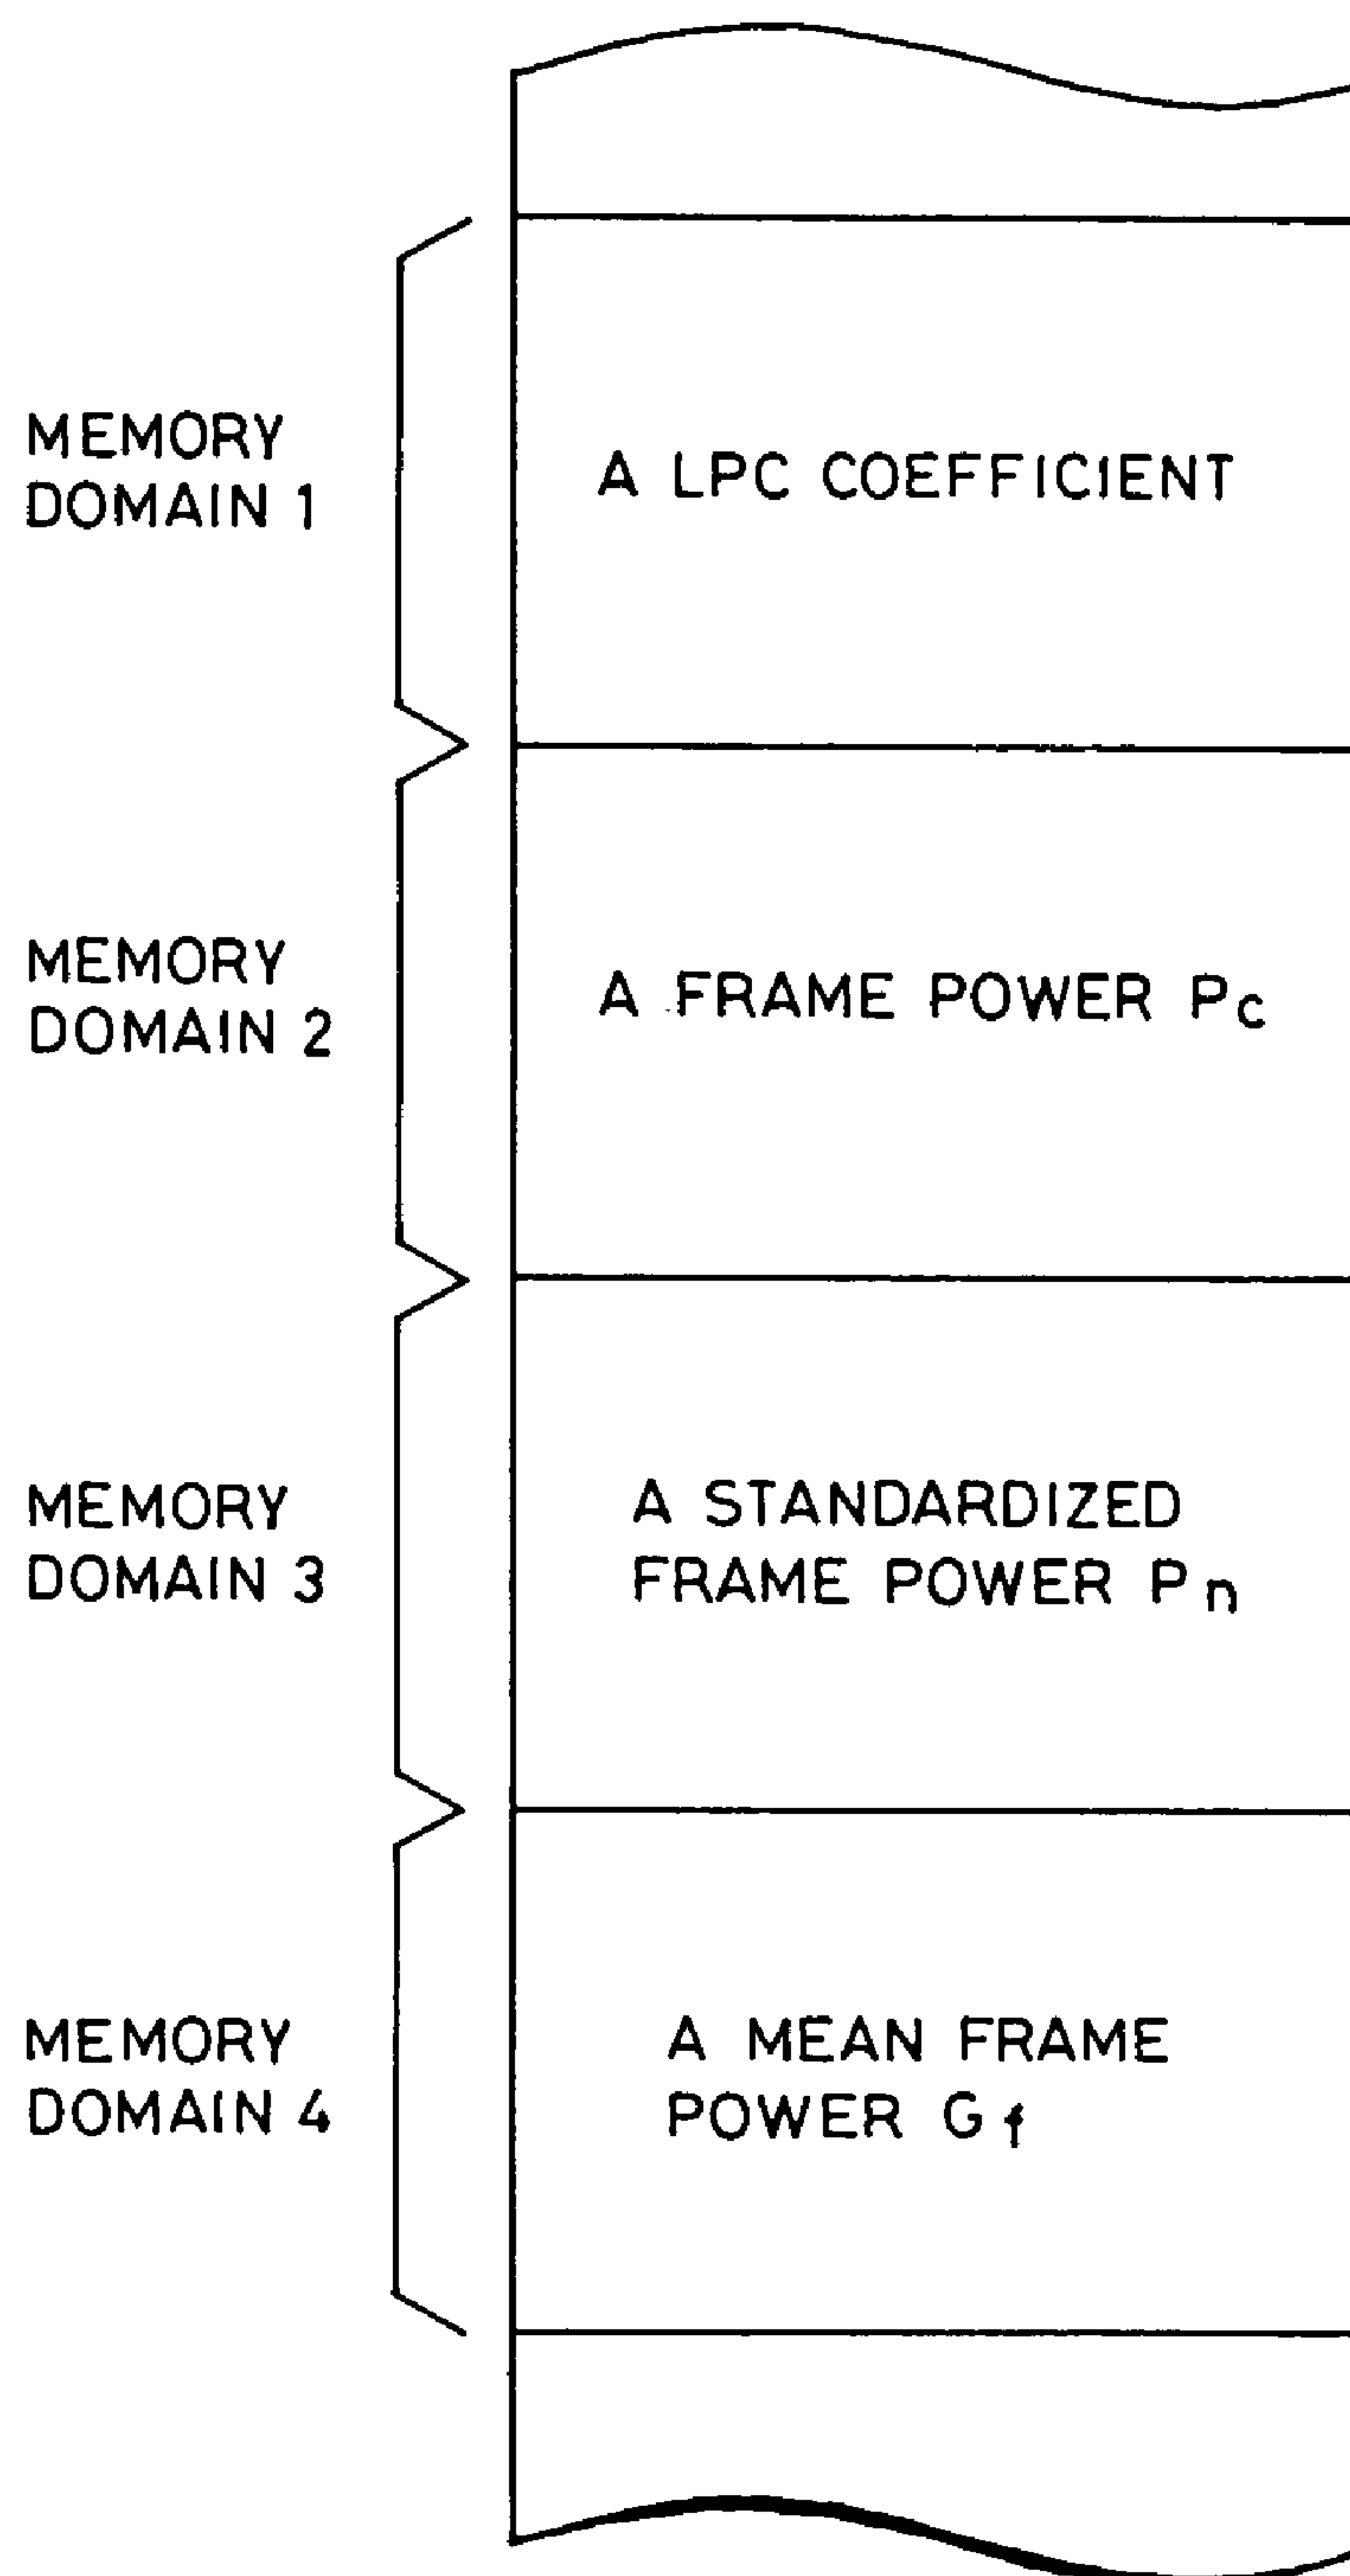 MEMORY
DOMAIN 1
A LPC COEFFICIENT
MEMORY
DOMAIN 2
A FRAME POWER Pc
MEMORY
DOMAIN 3
A STANDARDIZED
FRAME POWER Pn
MEMORY
DOMAIN 4
A MEAN FRAME
POWER Gf